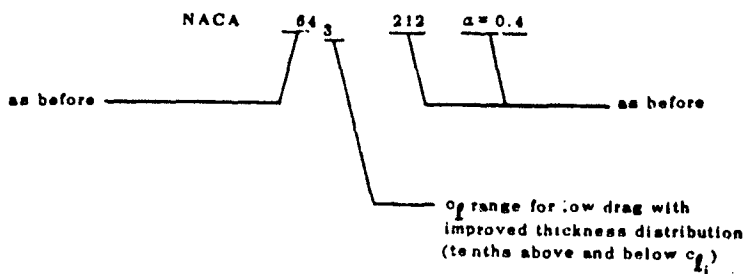 NACA 64 3 212 a = 0.4
as before
as before
cℓ range for low drag with
improved thickness distribution
(tenths above and below cℓi)